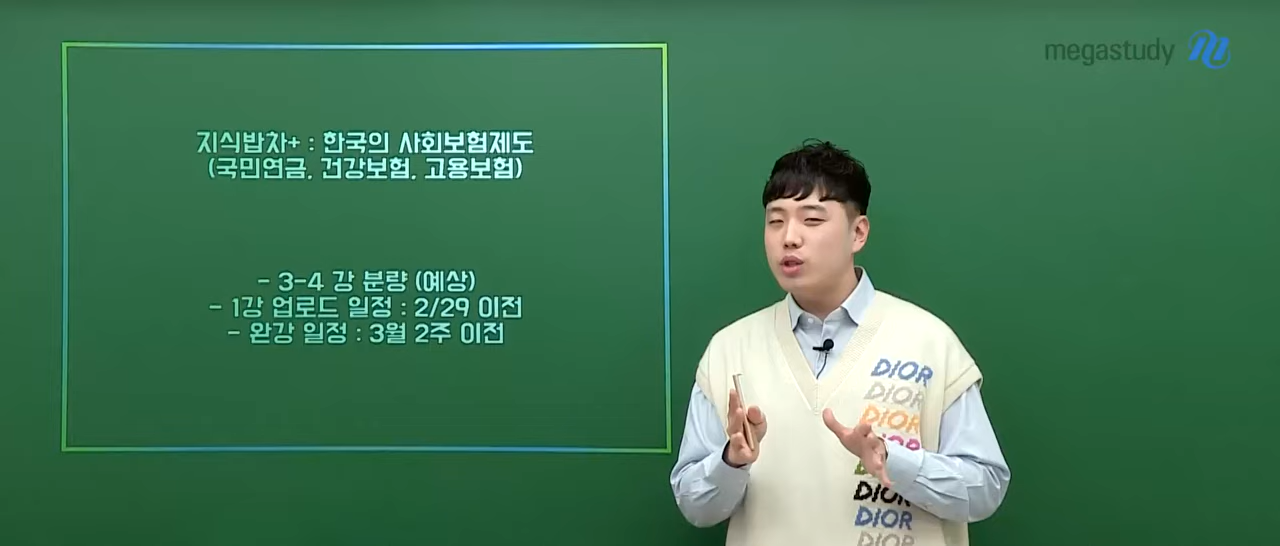 megastudy
지식밥차+ : 한국의 사회보험제도
(국민연금, 건강보험, 고용보험)
- 3-4 강 분량 (예상)
- 1강 업로드 일정 : 2/29 이전
- 완강 일정 : 3월 2주 이전
DIOR
DIOR
DIOR
DIOR
DIOR
DIOR
DIOR